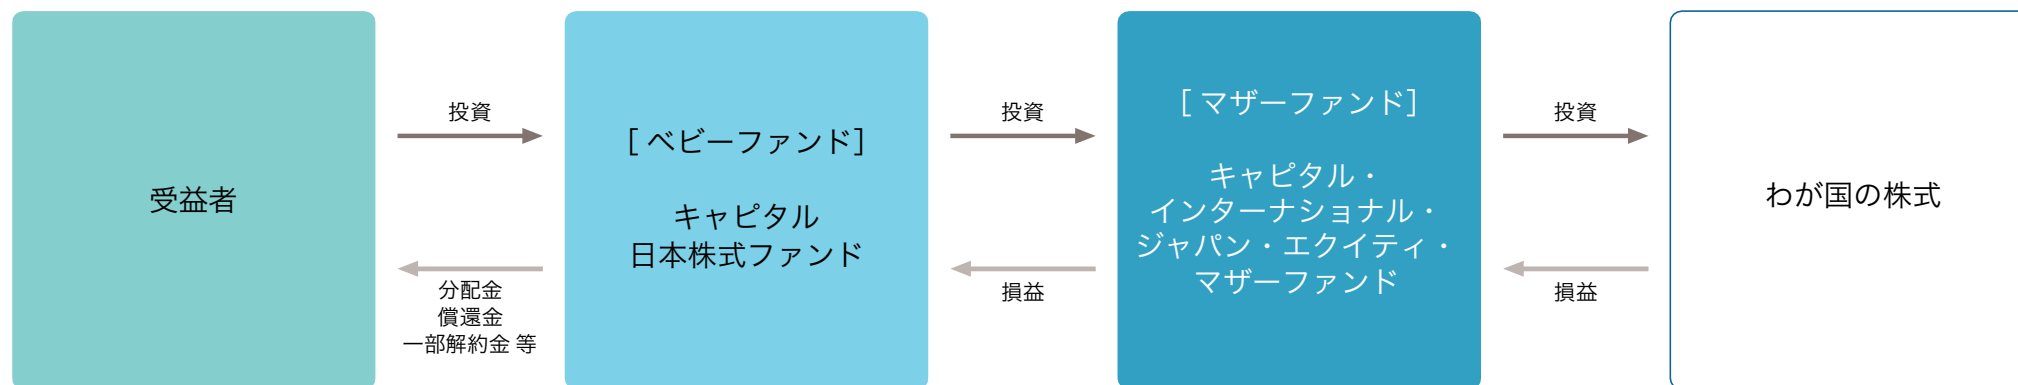 受益者
投資
分配金
償還金
一部解約金 等
［ ベビーファンド］
キャピタル
日本株式ファンド
投資
損益
［ マザーファンド］
キャピタル・
インターナショナル・
ジャパン・エクイティ・
マザーファンド
投資
損益
わが国の株式